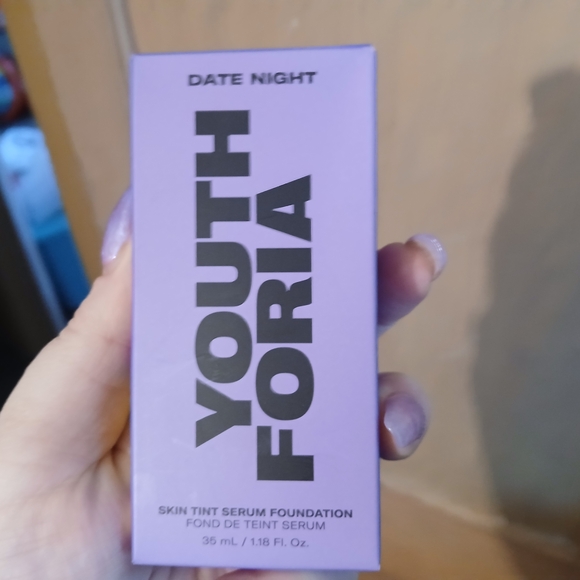 DATE NIGHT
YOUTH
FORIA
SKIN TINT SERUM FOUNDATION
FOND DE TEINT SERUM
35 mL / 1.18 Fl. Oz.